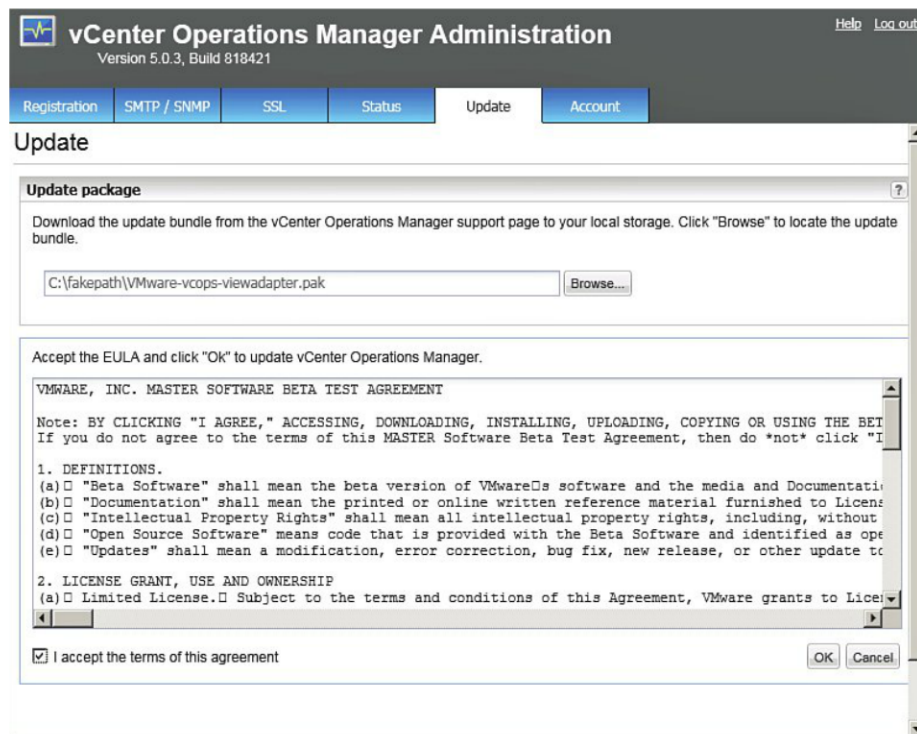 vCenter Operations Manager Administration
Help Log out
Version 5.0.3, Build 818421
Registration SMTP / SNMP SSL Status Update Account
Update
Update package ?
Download the update bundle from the vCenter Operations Manager support page to your local storage. Click "Browse" to locate the update
bundle.
C:\fakepath\VMware-vcops-viewadapter.pak Browse...
Accept the EULA and click "Ok" to update vCenter Operations Manager.
VMWARE, INC. MASTER SOFTWARE BETA TEST AGREEMENT
Note: BY CLICKING "I AGREE," ACCESSING, DOWNLOADING, INSTALLING, UPLOADING, COPYING OR USING THE BET
If you do not agree to the terms of this MASTER Software Beta Test Agreement, then do *not* click "I
1. DEFINITIONS.
(a)□ "Beta Software" shall mean the beta version of VMware□s software and the media and Documentati
(b)□ "Documentation" shall mean the printed or online written reference material furnished to Licens
(c)□ "Intellectual Property Rights" shall mean all intellectual property rights, including, without
(d)□ "Open Source Software" means code that is provided with the Beta Software and identified as ope
(e)□ "Updates" shall mean a modification, error correction, bug fix, new release, or other update to
2. LICENSE GRANT, USE AND OWNERSHIP
(a)□ Limited License.□ Subject to the terms and conditions of this Agreement, VMware grants to Licen
I accept the terms of this agreement
OK Cancel